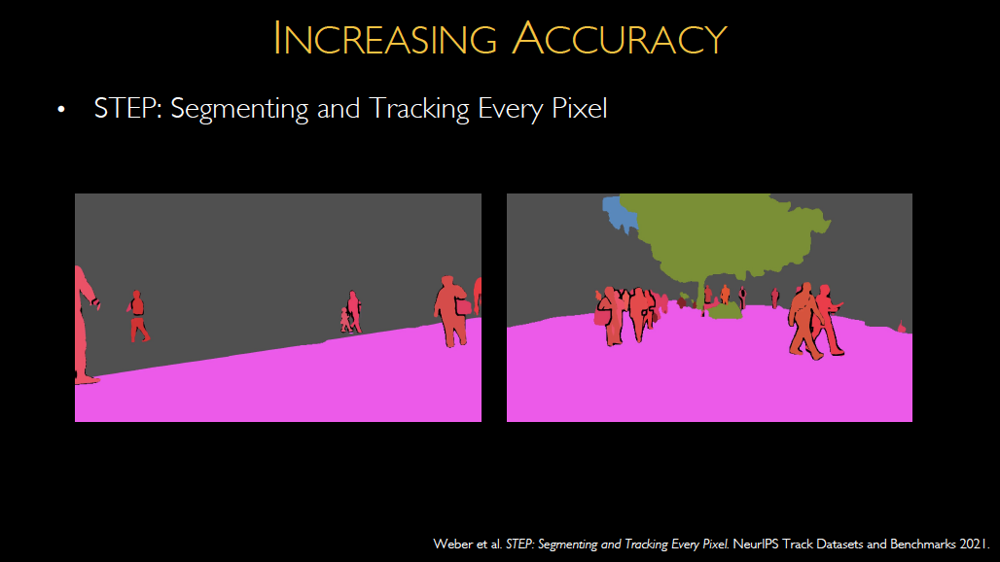 INCREASING ACCURACY
• STEP: Segmenting and Tracking Every Pixel
Weber et al. STEP: Segmenting and Tracking Every Pixel. NeurIPS Track Datasets and Benchmarks 2021.